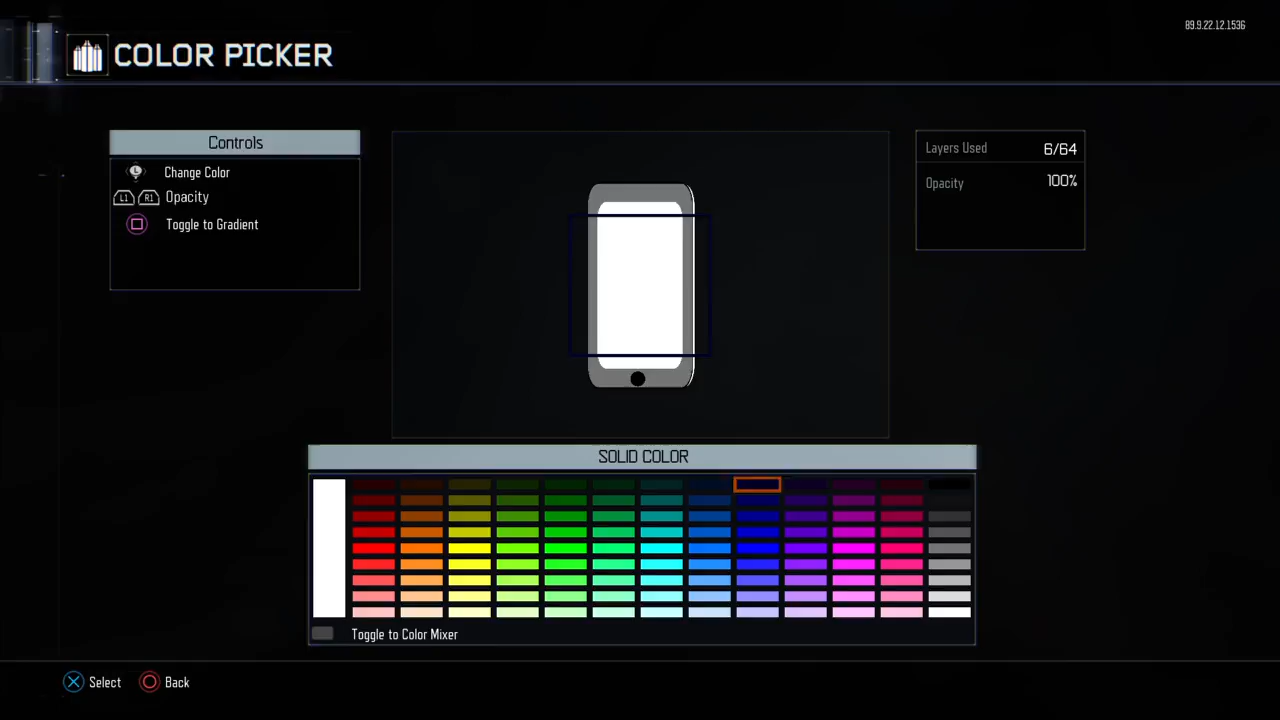 89.9.22.12.1536
COLOR PICKER
Controls
L Change Color
L1 R1 Opacity
Toggle to Gradient
Layers Used 6/64
Opacity 100%
SOLID COLOR
Toggle to Color Mixer
Select Back